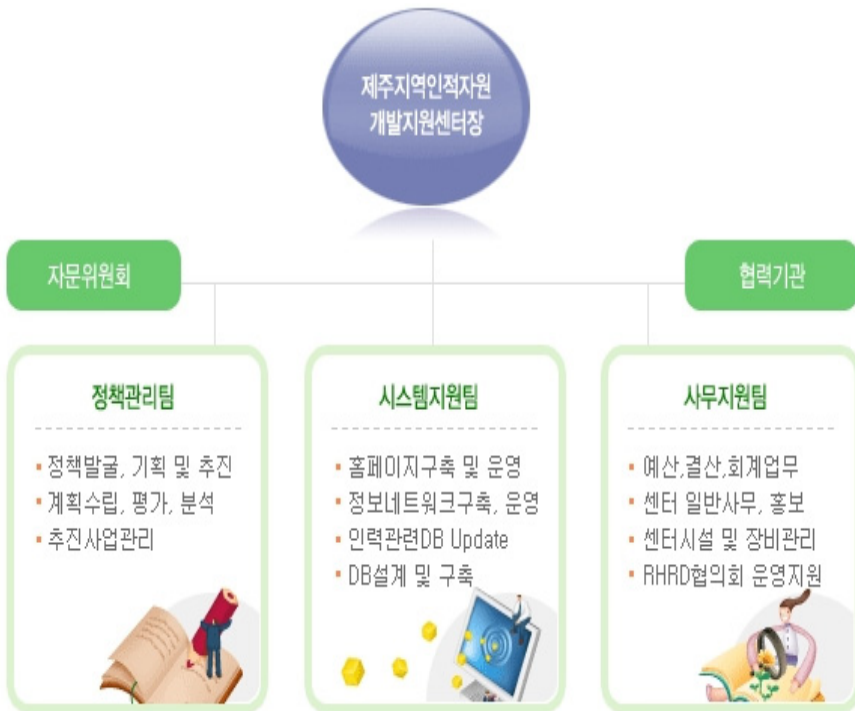 제주지역인적자원
개발지원센터장
자문위원회
협력기관
정책관리팀
정책발굴, 기획 및 추진
계획수립, 평가, 분석
추진사업관리
시스템지원팀
홈페이지구축 및 운영
정보네트워크구축, 운영
인력관련DB Update
DB설계 및 구축
사무지원팀
예산,결산,회계업무
센터 일반사무, 홍보
센터시설 및 장비관리
RHRD협의회 운영지원